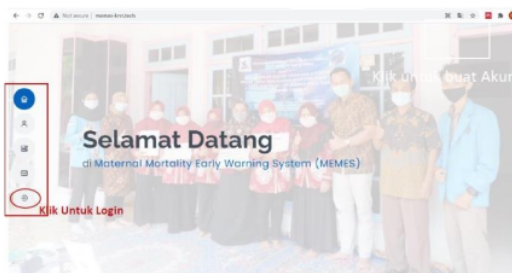 Not secure | memes-krni.tech
Klik untuk buat Akun
Selamat Datang
di Maternal Mortality Early Warning System (MEMES)
Klik Untuk Login